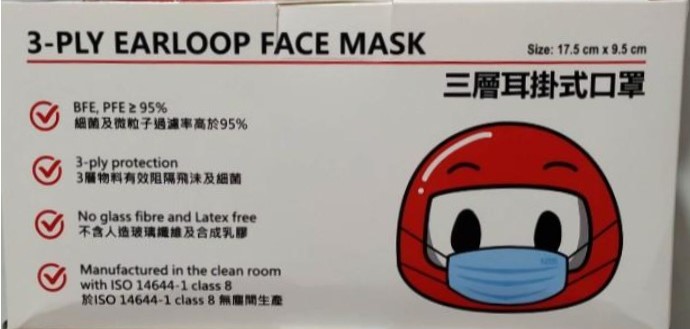 3-PLY EARLOOP FACE MASK
Size: 17.5 cm x 9.5 cm
三層耳掛式口罩
BFE, PFE ≥ 95%
細菌及微粒子過濾率高於95%
3-ply protection
3層物料有效阻隔飛沫及細菌
No glass fibre and Latex free
不含人造玻璃纖維及合成乳膠
Manufactured in the clean room
with ISO 14644-1 class 8
於ISO 14644-1 class 8 無塵間生產